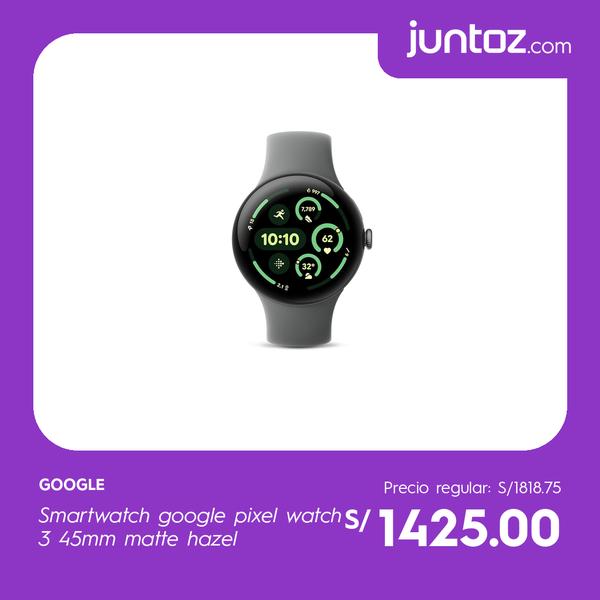 juntoz.com
997
7,789
10:10
62
32°
GOOGLE
Smartwatch google pixel watch
3 45mm matte hazel
Precio regular: S/1818.75
S/ 1425.00